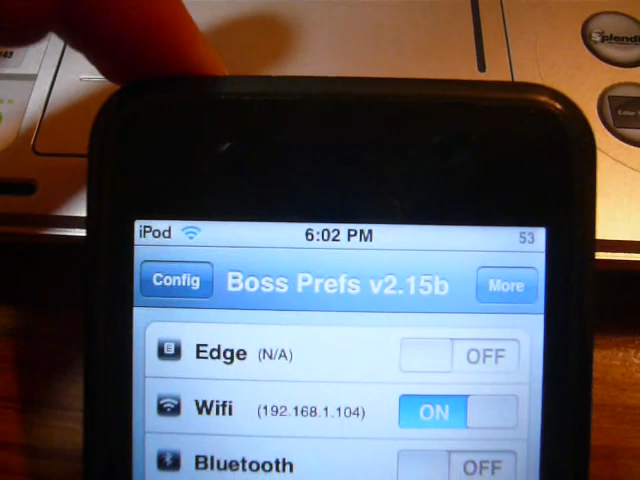 Splendi
iPod 6:02 PM 53
Config Boss Prefs v2.15b More
Edge (N/A) OFF
Wifi (192.168.1.104) ON
Bluetooth OFF